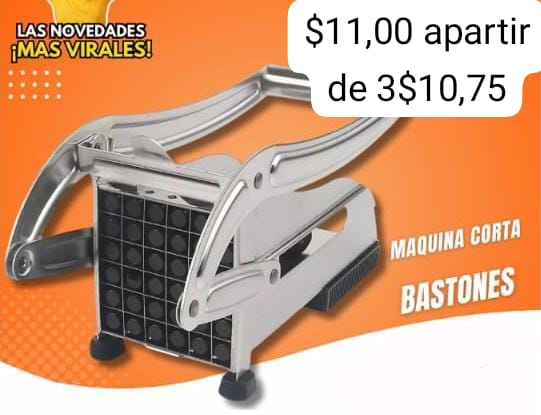 LAS NOVEDADES
¡MAS VIRALES!
$11,00 apartir
de 3$10,75
MAQUINA CORTA
BASTONES